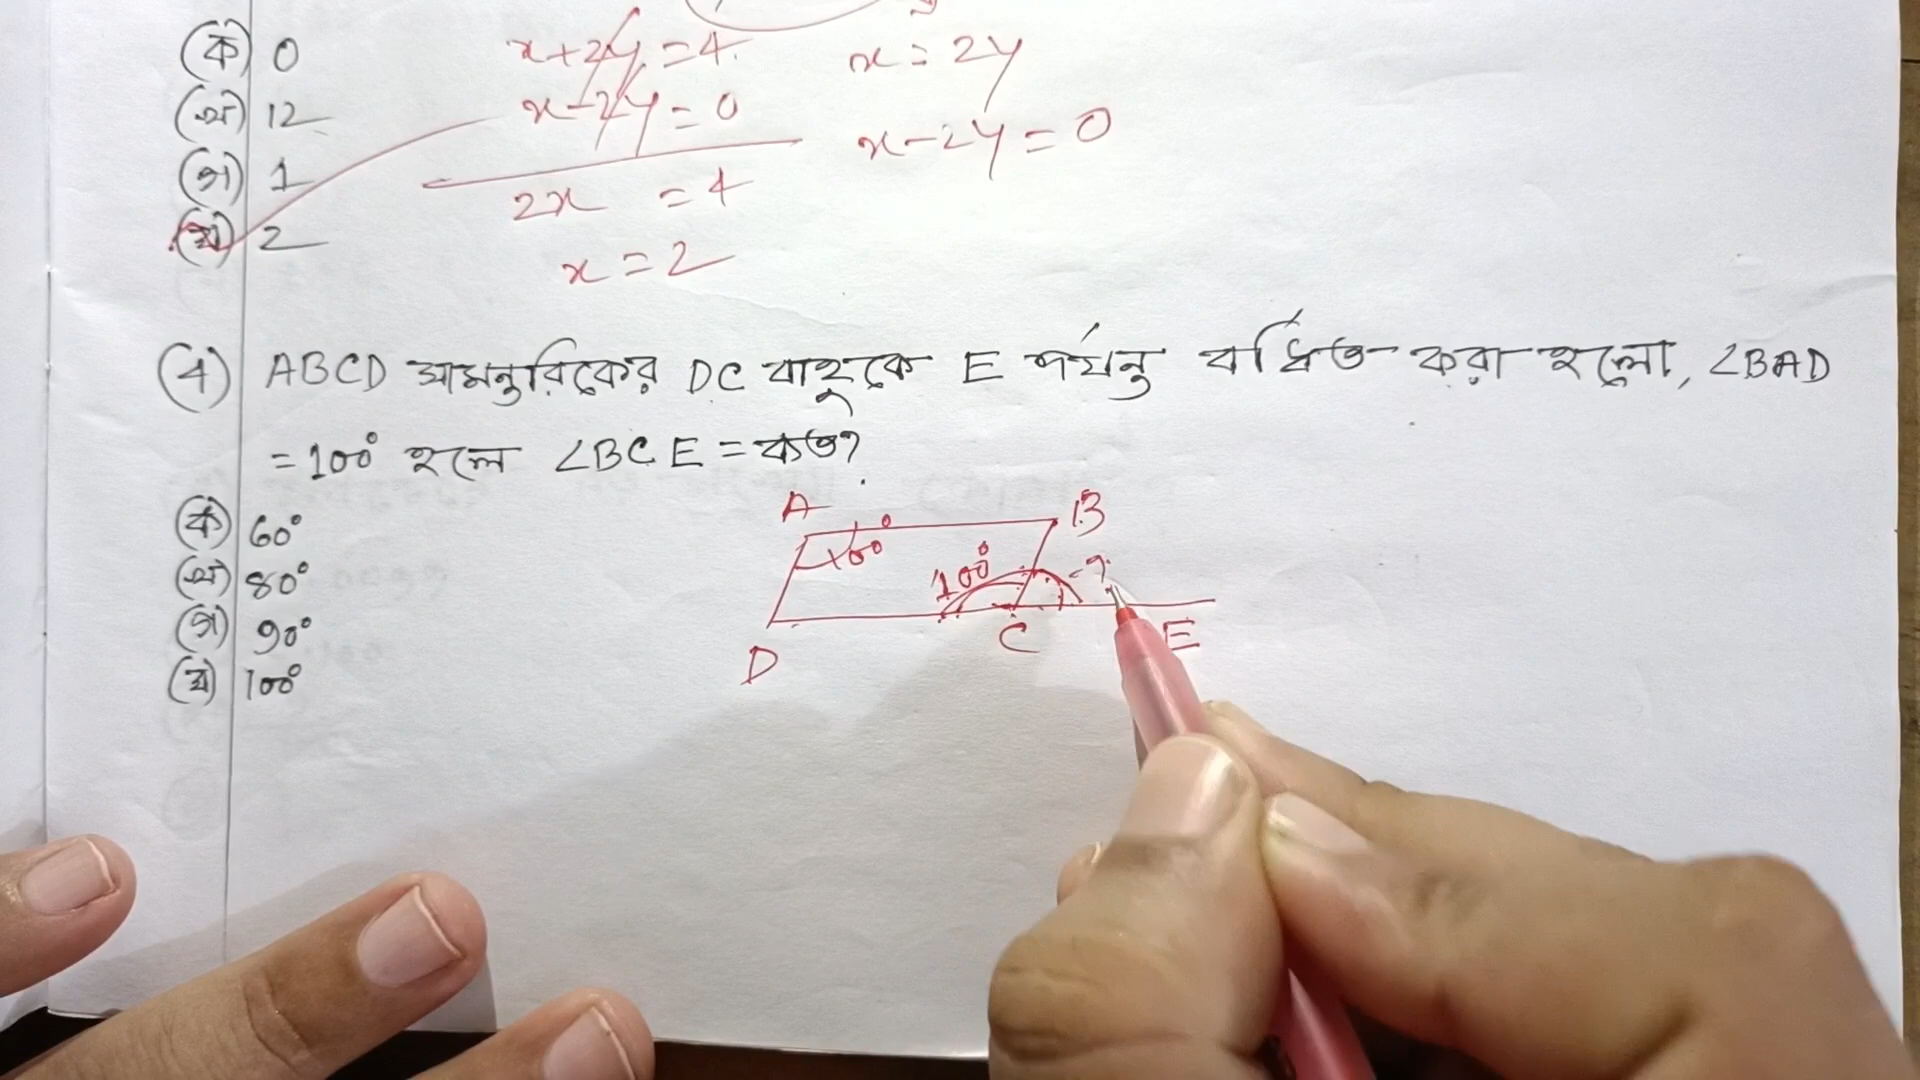 (ক) 0
(খ) 12
(গ) 1
(ঘ) 2
x+2y=4
x-2y=0
2x =4
x=2
x=2y
x-2y=0
(4) ABCD সামন্তরিকের DC বাহুকে E পর্যন্ত বর্ধিত করা হলো, ∠BAD
=100° হলে ∠BCE=কত?
(ক) 60°
(খ) 80°
(গ) 90°
(ঘ) 100°
A B
100°
100° ?
D C E